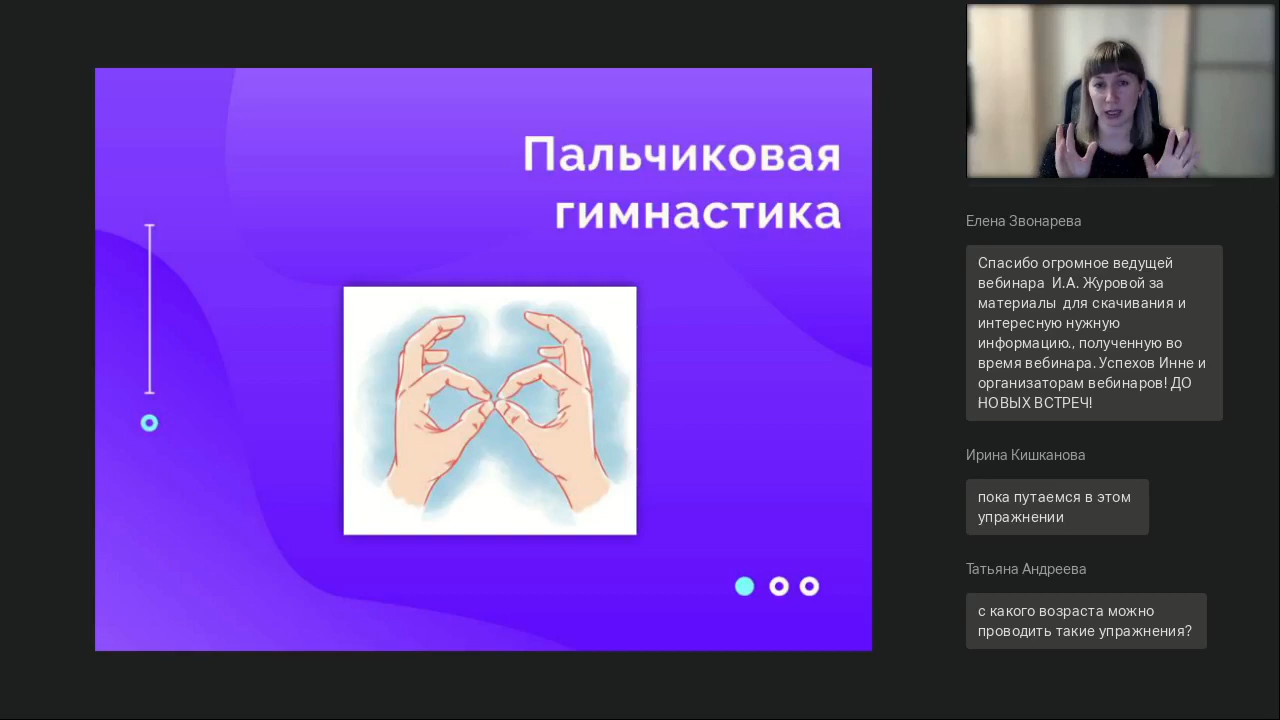 Пальчиковая
гимнастика
Елена Звонарева
Спасибо огромное ведущей
вебинара И.А. Журовой за
материалы для скачивания и
интересную нужную
информацию., полученную во
время вебинара. Успехов Инне и
организаторам вебинаров! ДО
НОВЫХ ВСТРЕЧ!
Ирина Кишканова
пока путаемся в этом
упражнении
Татьяна Андреева
с какого возраста можно
проводить такие упражнения?